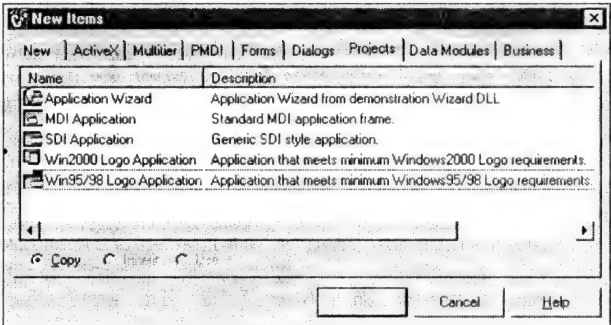 New Items
New ActiveX Multitier PMDI Forms Dialogs Projects Data Modules Business
Name Description
Application Wizard Application Wizard from demonstration Wizard DLL
MDI Application Standard MDI application frame.
SDI Application Generic SDI style application.
Win2000 Logo Application Application that meets minimum Windows2000 Logo requirements.
Win95/98 Logo Application Application that meets minimum Windows95/98 Logo requirements.
Copy
Cancel Help